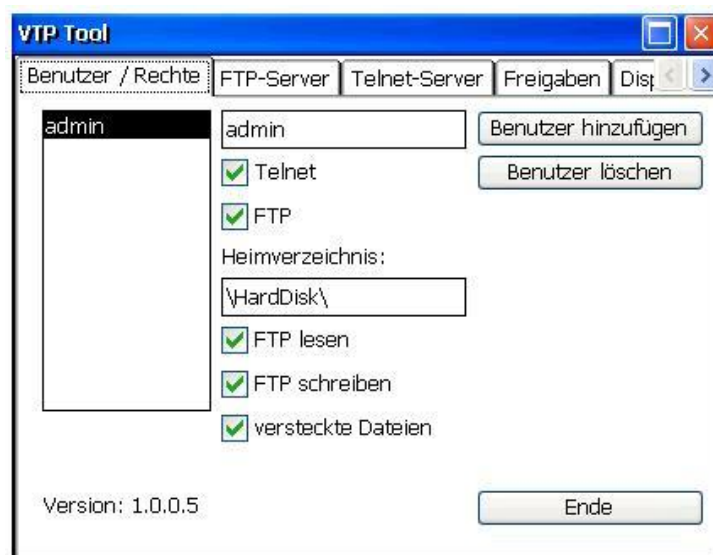 VTP Tool
Benutzer / Rechte
FTP-Server
Telnet-Server
Freigaben
admin
admin
Benutzer hinzufügen
Telnet
Benutzer löschen
FTP
Heimverzeichnis:
\HardDisk\
FTP lesen
FTP schreiben
versteckte Dateien
Version: 1.0.0.5
Ende